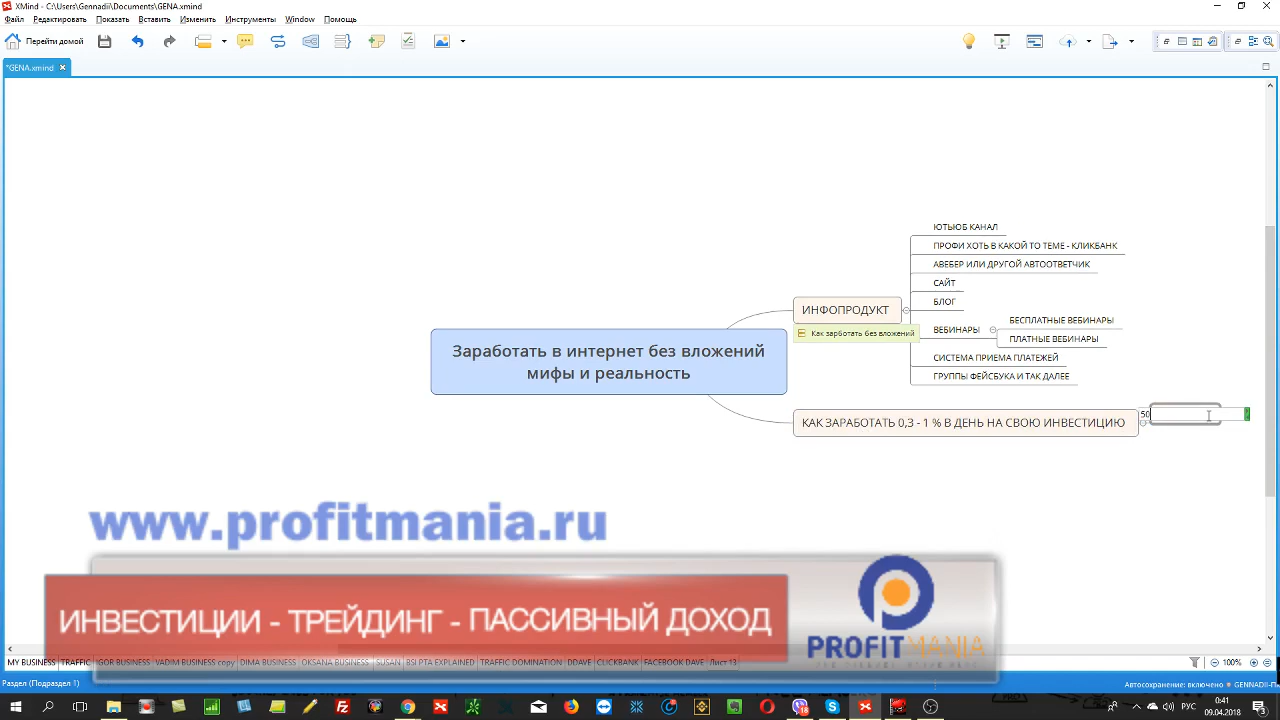 XMind - C:\Users\Gennadii\Documents\GENA.xmind
Файл Редактировать Показать Вставить Изменить Инструменты Window Помощь
Перейти домой
*GENA.xmind
ЮТЬЮБ КАНАЛ
ПРОФИ ХОТЬ В КАКОЙ ТО ТЕМЕ - КЛИКБАНК
АВЕБЕР ИЛИ ДРУГОЙ АВТООТВЕТЧИК
САЙТ
ИНФОПРОДУКТ
БЛОГ
Как зарботать без вложений
ВЕБИНАРЫ
БЕСПЛАТНЫЕ ВЕБИНАРЫ
ПЛАТНЫЕ ВЕБИНАРЫ
СИСТЕМА ПРИЕМА ПЛАТЕЖЕЙ
ГРУППЫ ФЕЙСБУКА И ТАК ДАЛЕЕ
Заработать в интернет без вложений
мифы и реальность
КАК ЗАРАБОТАТЬ 0,3 - 1 % В ДЕНЬ НА СВОЮ ИНВЕСТИЦИЮ
50
www.profitmania.ru
ИНВЕСТИЦИИ - ТРЕЙДИНГ - ПАССИВНЫЙ ДОХОД
PROFITMANIA
MY BUSINESS TRAFFIC IGOR BUSINESS VADIM BUSINESS copy DIMA BUSINESS OKSANA BUSINESS SUSAN BSI PTA EXPLAINED TRAFFIC DOMINATION DDAVE CLICKBANK FACEBOOK DAVE Лист 13
100%
Раздел (Подраздел 1)
Автосохранение: включено GENNADII-П
РУС
0:41
09.04.2018